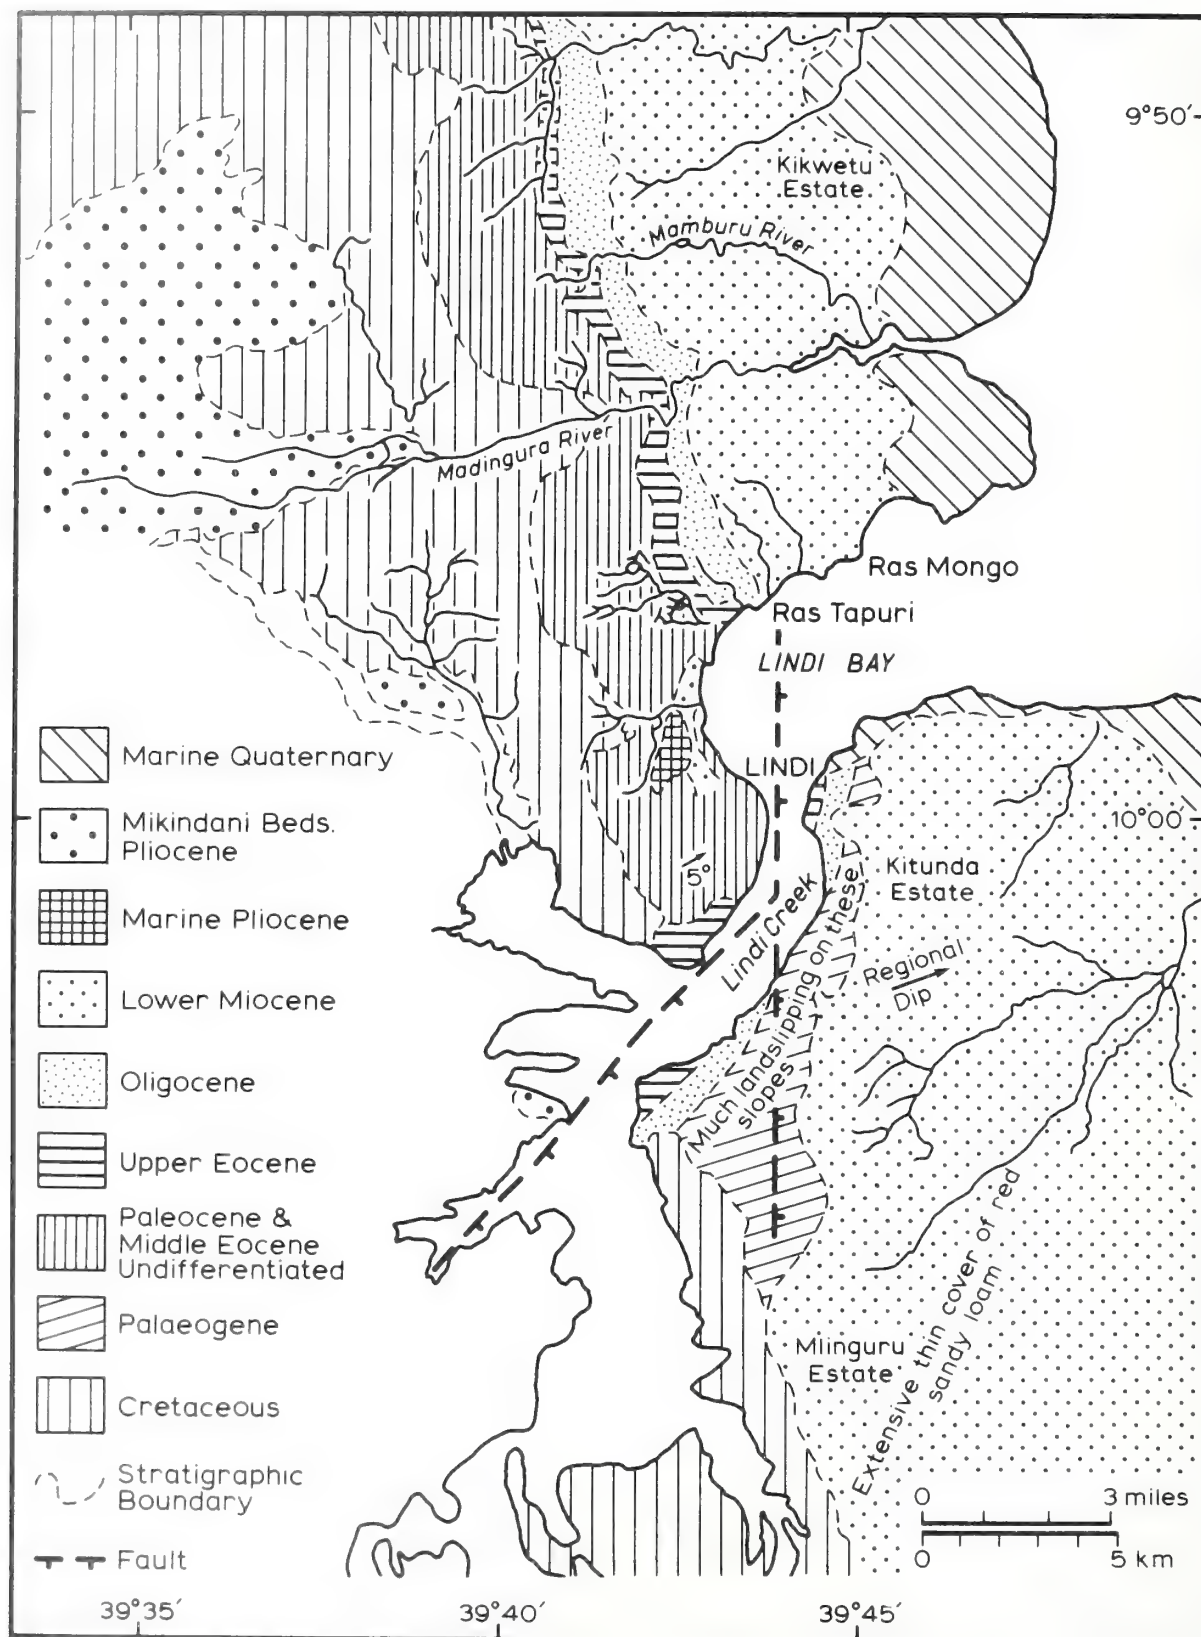 9°50′
Kikwetu
Estate
Mamburu River
Madingura River
Ras Mongo
Ras Tapuri
LINDI BAY
LINDI
10°00′
Kitunda
Estate
5°
Lindi Creek
Regional
Dip
Much landslipping on these
slopes
Mlinguru
Estate
Extensive thin cover of red
sandy loam
Marine Quaternary
Mikindani Beds.
Pliocene
Marine Pliocene
Lower Miocene
Oligocene
Upper Eocene
Paleocene &
Middle Eocene
Undifferentiated
Palaeogene
Cretaceous
Stratigraphic
Boundary
Fault
0 3 miles
0 5 km
39°35′ 39°40′ 39°45′